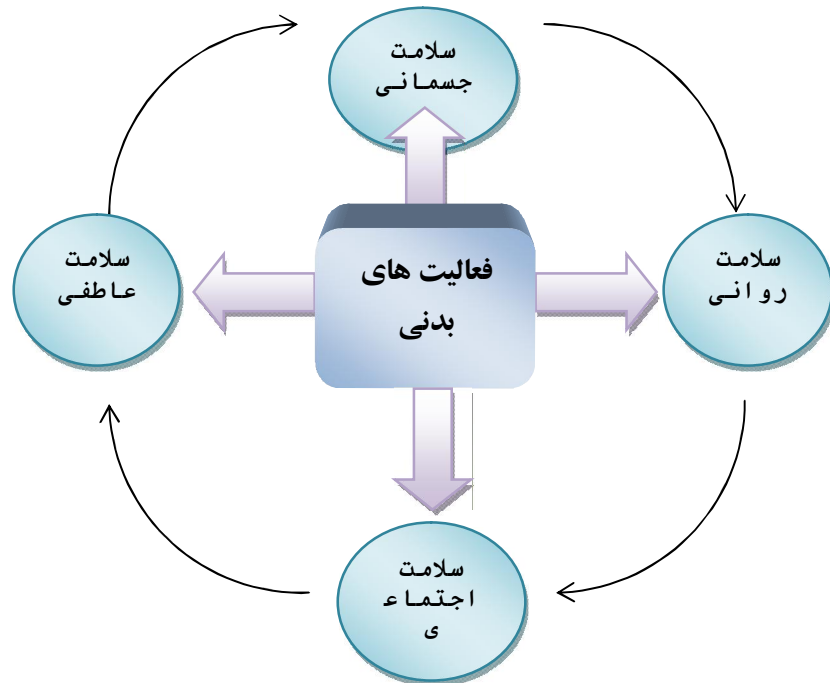 سلامت
جسمانی
سلامت
روانی
فعالیت های
بدنی
سلامت
عاطفی
سلامت
اجتماع
ی